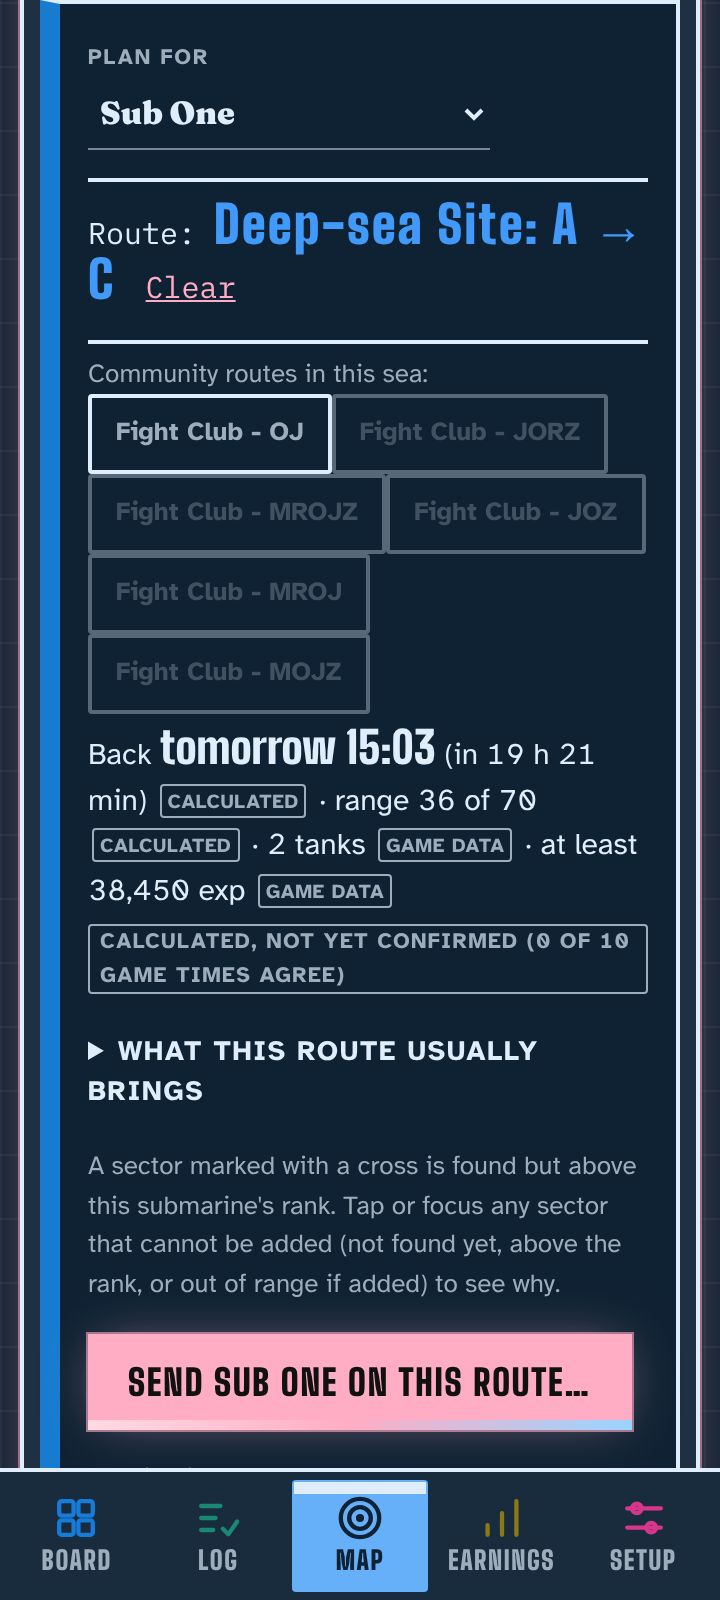 PLAN FOR
Sub One
Route: Deep-sea Site: A →
C Clear
Community routes in this sea:
Fight Club - OJ Fight Club - JORZ
Fight Club - MROJZ Fight Club - JOZ
Fight Club - MROJ
Fight Club - MOJZ
Back tomorrow 15:03 (in 19 h 21
min) CALCULATED · range 36 of 70
CALCULATED · 2 tanks GAME DATA · at least
38,450 exp GAME DATA
CALCULATED, NOT YET CONFIRMED (0 OF 10
GAME TIMES AGREE)
▶ WHAT THIS ROUTE USUALLY
BRINGS
A sector marked with a cross is found but above
this submarine's rank. Tap or focus any sector
that cannot be added (not found yet, above the
rank, or out of range if added) to see why.
SEND SUB ONE ON THIS ROUTE…
BOARD LOG MAP EARNINGS SETUP